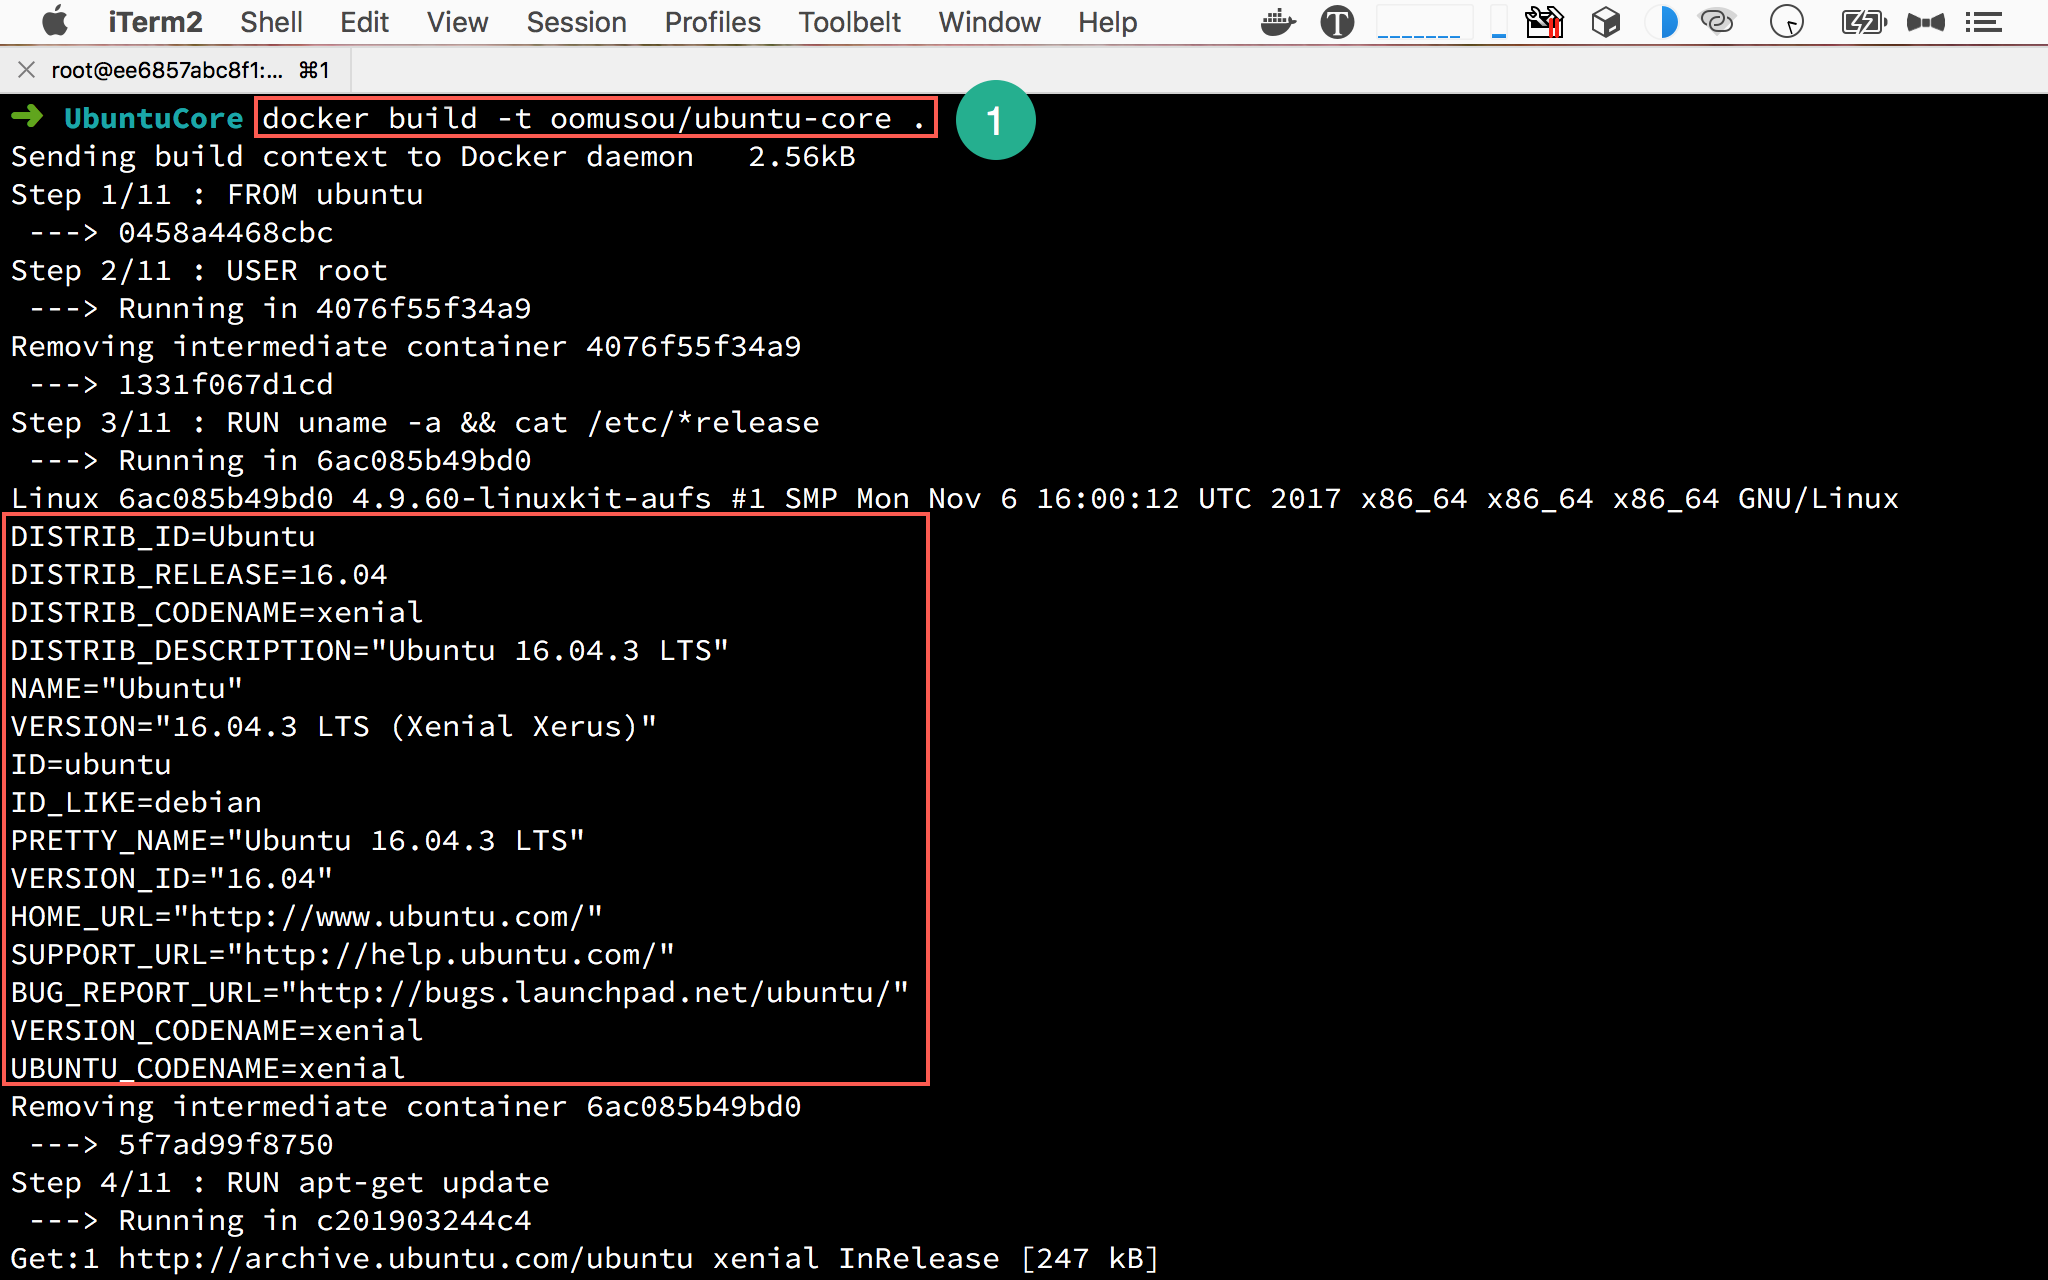 iTerm2 Shell Edit View Session Profiles Toolbelt Window Help
root@ee6857abc8f1:... ⌘1
→ UbuntuCore docker build -t oomusou/ubuntu-core . 1
Sending build context to Docker daemon 2.56kB
Step 1/11 : FROM ubuntu
---> 0458a4468cbc
Step 2/11 : USER root
---> Running in 4076f55f34a9
Removing intermediate container 4076f55f34a9
---> 1331f067d1cd
Step 3/11 : RUN uname -a && cat /etc/*release
---> Running in 6ac085b49bd0
Linux 6ac085b49bd0 4.9.60-linuxkit-aufs #1 SMP Mon Nov 6 16:00:12 UTC 2017 x86_64 x86_64 x86_64 GNU/Linux
DISTRIB_ID=Ubuntu
DISTRIB_RELEASE=16.04
DISTRIB_CODENAME=xenial
DISTRIB_DESCRIPTION="Ubuntu 16.04.3 LTS"
NAME="Ubuntu"
VERSION="16.04.3 LTS (Xenial Xerus)"
ID=ubuntu
ID_LIKE=debian
PRETTY_NAME="Ubuntu 16.04.3 LTS"
VERSION_ID="16.04"
HOME_URL="http://www.ubuntu.com/"
SUPPORT_URL="http://help.ubuntu.com/"
BUG_REPORT_URL="http://bugs.launchpad.net/ubuntu/"
VERSION_CODENAME=xenial
UBUNTU_CODENAME=xenial
Removing intermediate container 6ac085b49bd0
---> 5f7ad99f8750
Step 4/11 : RUN apt-get update
---> Running in c201903244c4
Get:1 http://archive.ubuntu.com/ubuntu xenial InRelease [247 kB]